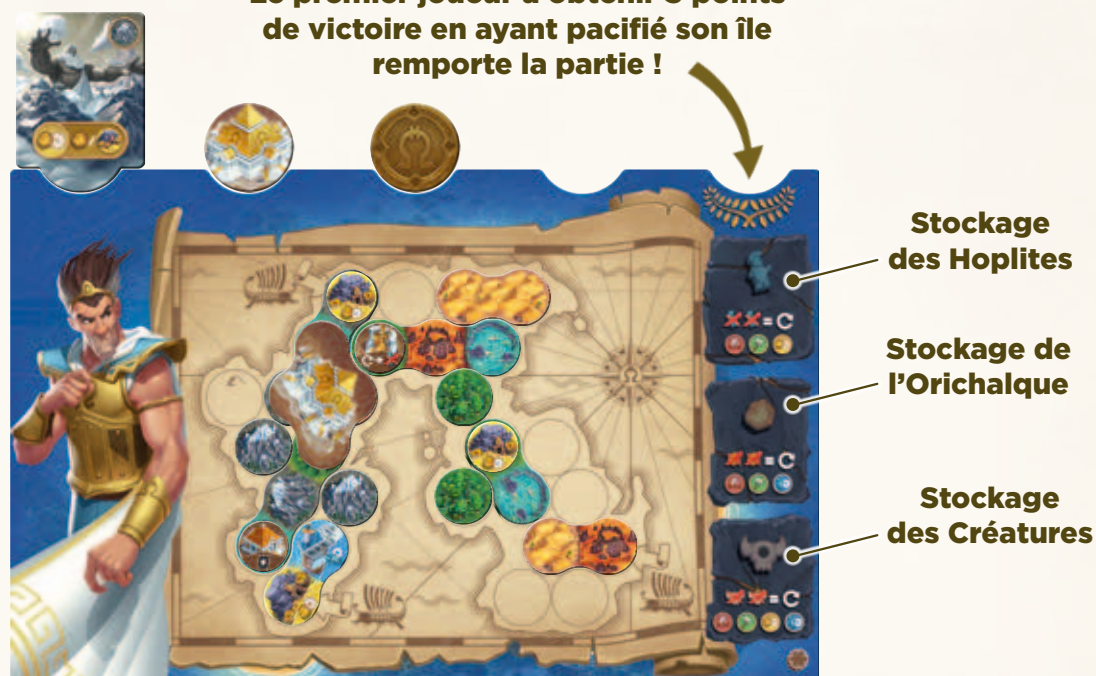 de victoire en ayant pacifié son île
remporte la partie !
Stockage
des Hoplites
Stockage de
l’Orichalque
Stockage
des Créatures